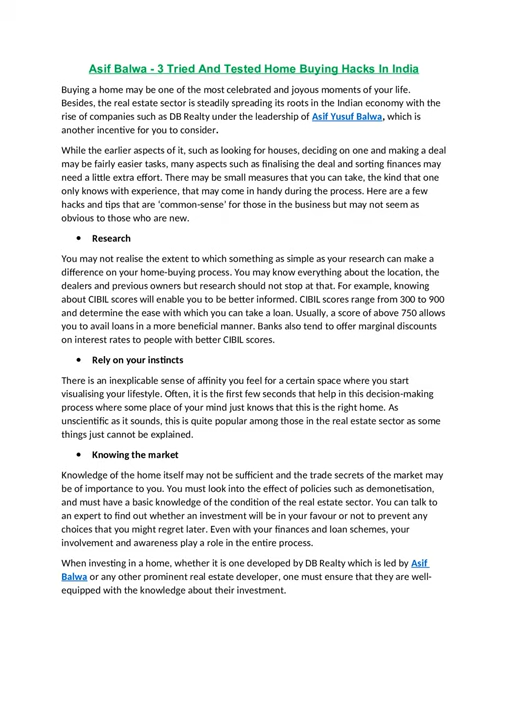 Asif Balwa - 3 Tried And Tested Home Buying Hacks In India
Buying a home may be one of the most celebrated and joyous moments of your life.
Besides, the real estate sector is steadily spreading its roots in the Indian economy with the
rise of companies such as DB Realty under the leadership of Asif Yusuf Balwa, which is
another incentive for you to consider.
While the earlier aspects of it, such as looking for houses, deciding on one and making a deal
may be fairly easier tasks, many aspects such as finalising the deal and sorting finances may
need a little extra effort. There may be small measures that you can take, the kind that one
only knows with experience, that may come in handy during the process. Here are a few
hacks and tips that are ‘common-sense’ for those in the business but may not seem as
obvious to those who are new.
• Research
You may not realise the extent to which something as simple as your research can make a
difference on your home-buying process. You may know everything about the location, the
dealers and previous owners but research should not stop at that. For example, knowing
about CIBIL scores will enable you to be better informed. CIBIL scores range from 300 to 900
and determine the ease with which you can take a loan. Usually, a score of above 750 allows
you to avail loans in a more beneficial manner. Banks also tend to offer marginal discounts
on interest rates to people with better CIBIL scores.
• Rely on your instincts
There is an inexplicable sense of affinity you feel for a certain space where you start
visualising your lifestyle. Often, it is the first few seconds that help in this decision-making
process where some place of your mind just knows that this is the right home. As
unscientific as it sounds, this is quite popular among those in the real estate sector as some
things just cannot be explained.
• Knowing the market
Knowledge of the home itself may not be sufficient and the trade secrets of the market may
be of importance to you. You must look into the effect of policies such as demonetisation,
and must have a basic knowledge of the condition of the real estate sector. You can talk to
an expert to find out whether an investment will be in your favour or not to prevent any
choices that you might regret later. Even with your finances and loan schemes, your
involvement and awareness play a role in the entire process.
When investing in a home, whether it is one developed by DB Realty which is led by Asif
Balwa or any other prominent real estate developer, one must ensure that they are well-
equipped with the knowledge about their investment.